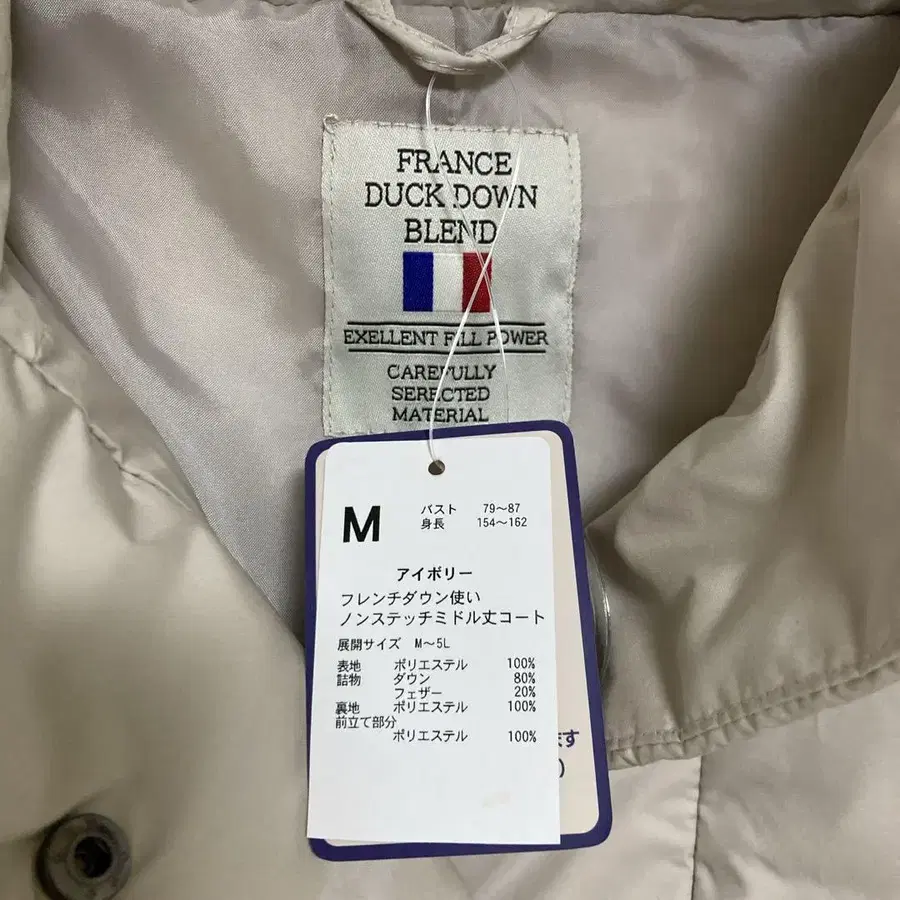 FRANCE
DUCK DOWN
BLEND
EXELLENT FILL POWER
CAREFULLY
SERECTED
MATERIAL
M
バスト 79～87
身長 154～162
アイボリー
フレンチダウン使い
ノンステッチミドル丈コート
展開サイズ M～5L
表地 ポリエステル 100%
詰物 ダウン 80%
フェザー 20%
裏地 ポリエステル 100%
前立て部分
ポリエステル 100%
ます
)